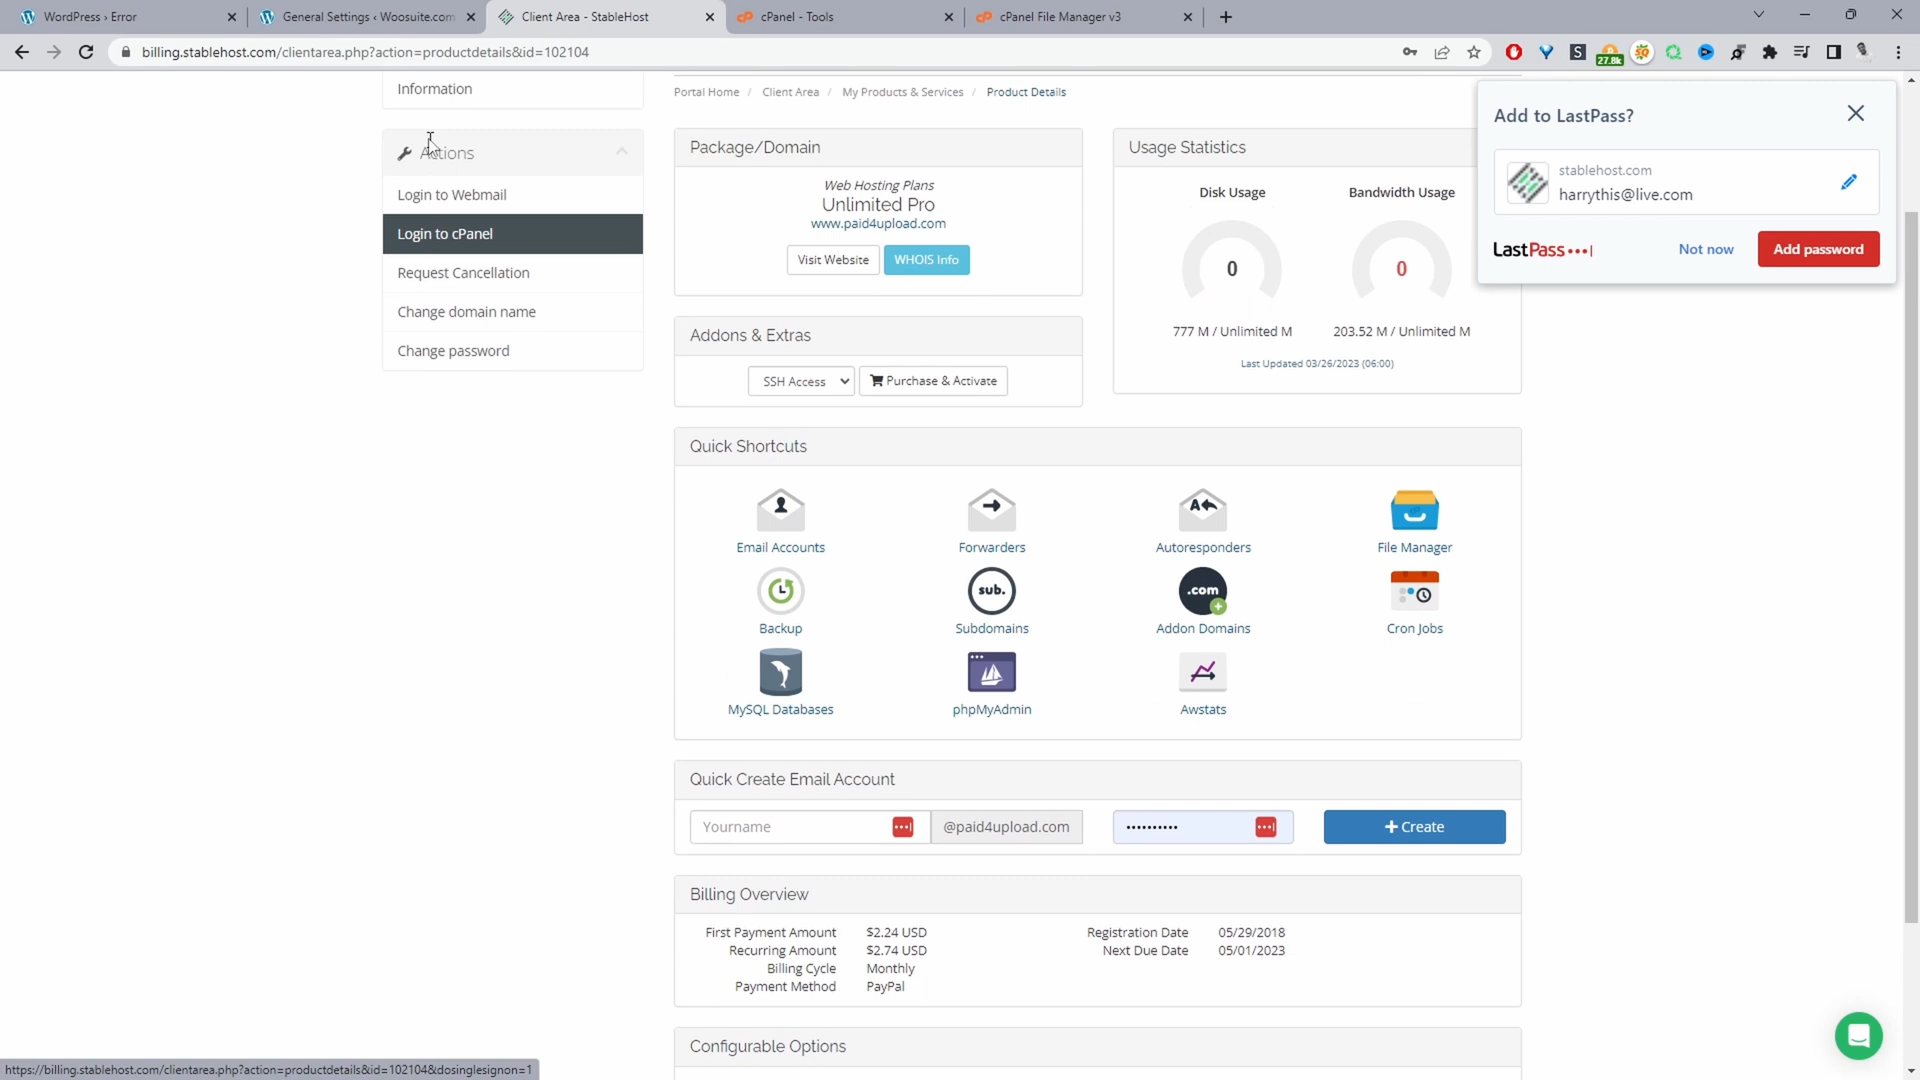 WordPress › Error
General Settings ‹ Woosuite.com
Client Area - StableHost
cPanel - Tools
cPanel File Manager v3
billing.stablehost.com/clientarea.php?action=productdetails&id=102104
27.8k
Information
Actions
Login to Webmail
Login to cPanel
Request Cancellation
Change domain name
Change password
Portal Home / Client Area / My Products & Services / Product Details
Package/Domain
Web Hosting Plans
Unlimited Pro
www.paid4upload.com
Visit Website
WHOIS Info
Usage Statistics
Disk Usage
Bandwidth Usage
0
0
777 M / Unlimited M
203.52 M / Unlimited M
Last Updated 03/26/2023 (06:00)
Add to LastPass?
stablehost.com
harrythis@live.com
LastPass
Not now
Add password
Addons & Extras
SSH Access
Purchase & Activate
Quick Shortcuts
Email Accounts
Forwarders
A
Autoresponders
File Manager
Backup
sub.
Subdomains
.com
Addon Domains
Cron Jobs
MySQL Databases
phpMyAdmin
Awstats
Quick Create Email Account
Yourname
@paid4upload.com
••••••••••
+ Create
Billing Overview
First Payment Amount $2.24 USD
Recurring Amount $2.74 USD
Billing Cycle Monthly
Payment Method PayPal
Registration Date 05/29/2018
Next Due Date 05/01/2023
Configurable Options
https://billing.stablehost.com/clientarea.php?action=productdetails&id=102104&dosinglesignon=1